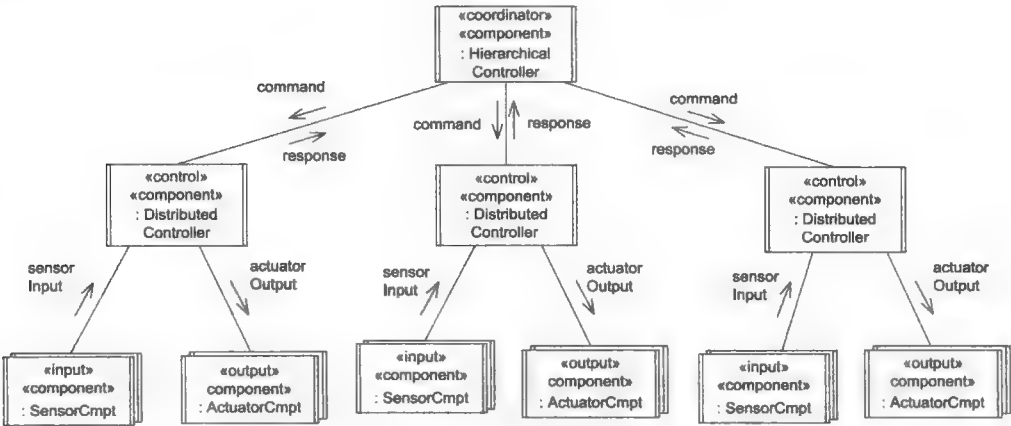 «coordinator»
«component»
: Hierarchical
Controller
command
response
command
response
command
response
«control»
«component»
: Distributed
Controller
«control»
«component»
: Distributed
Controller
«control»
«component»
: Distributed
Controller
sensor
Input
actuator
Output
sensor
Input
actuator
Output
sensor
Input
actuator
Output
«input»
«component»
: SensorCmpt
«output»
component»
: ActuatorCmpt
«input»
«component»
: SensorCmpt
«output»
component»
: ActuatorCmpt
«input»
«component»
: SensorCmpt
«output»
component»
: ActuatorCmpt